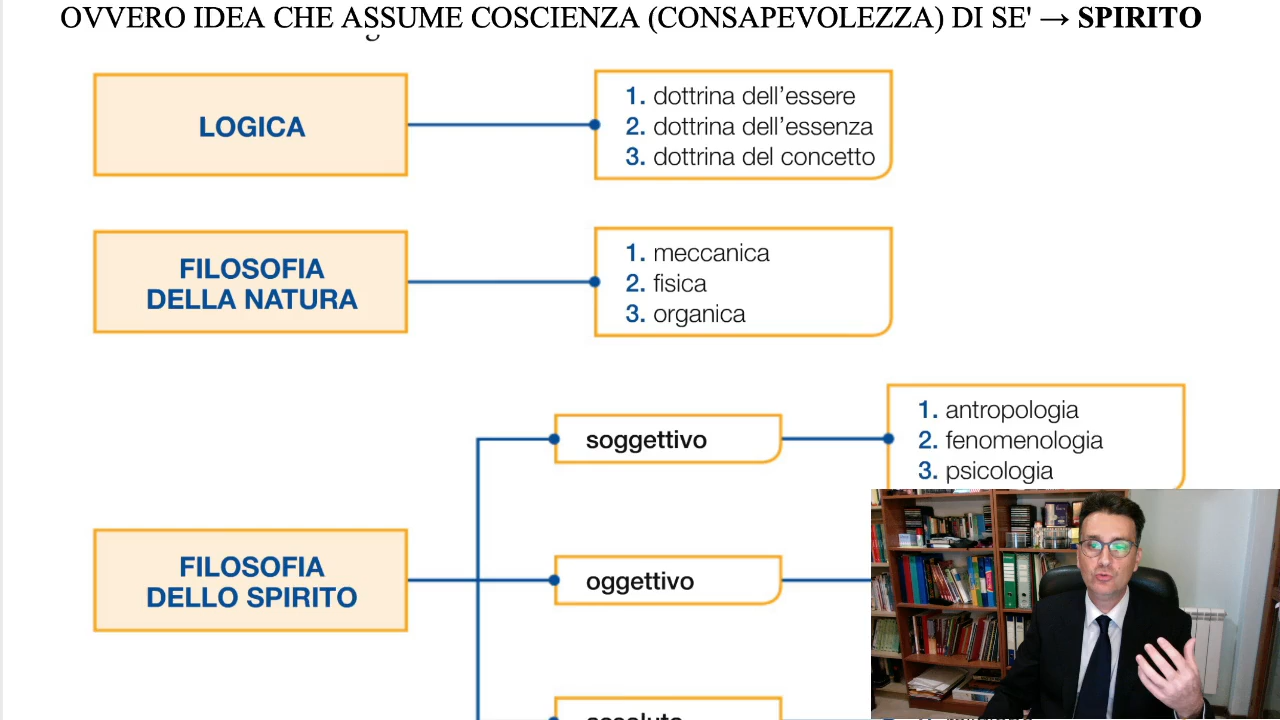 OVVERO IDEA CHE ASSUME COSCIENZA (CONSAPEVOLEZZA) DI SE' → SPIRITO
LOGICA
1. dottrina dell'essere
2. dottrina dell'essenza
3. dottrina del concetto
FILOSOFIA
DELLA NATURA
1. meccanica
2. fisica
3. organica
soggettivo
1. antropologia
2. fenomenologia
3. psicologia
FILOSOFIA
DELLO SPIRITO
oggettivo